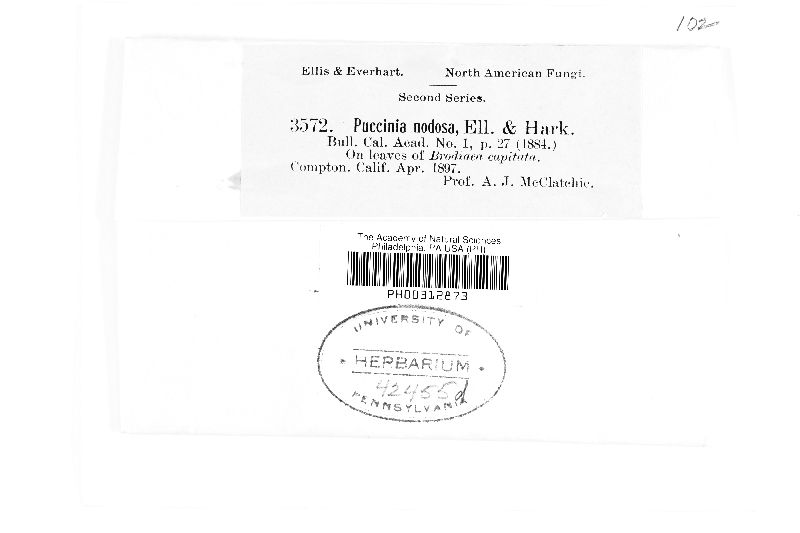 102
Ellis & Everhart. North American Fungi.
Second Series.
3572. Puccinia nodosa, Ell. & Hark.
Bull. Cal. Acad. No. 1, p. 27 (1884.)
On leaves of Brodiaea capitata.
Compton, Calif. Apr. 1897.
Prof. A. J. McClatchie.
The Academy of Natural Sciences
Philadelphia, PA USA (PH)
PH00312873
UNIVERSITY OF
HERBARIUM
42455d
PENNSYLVANIA